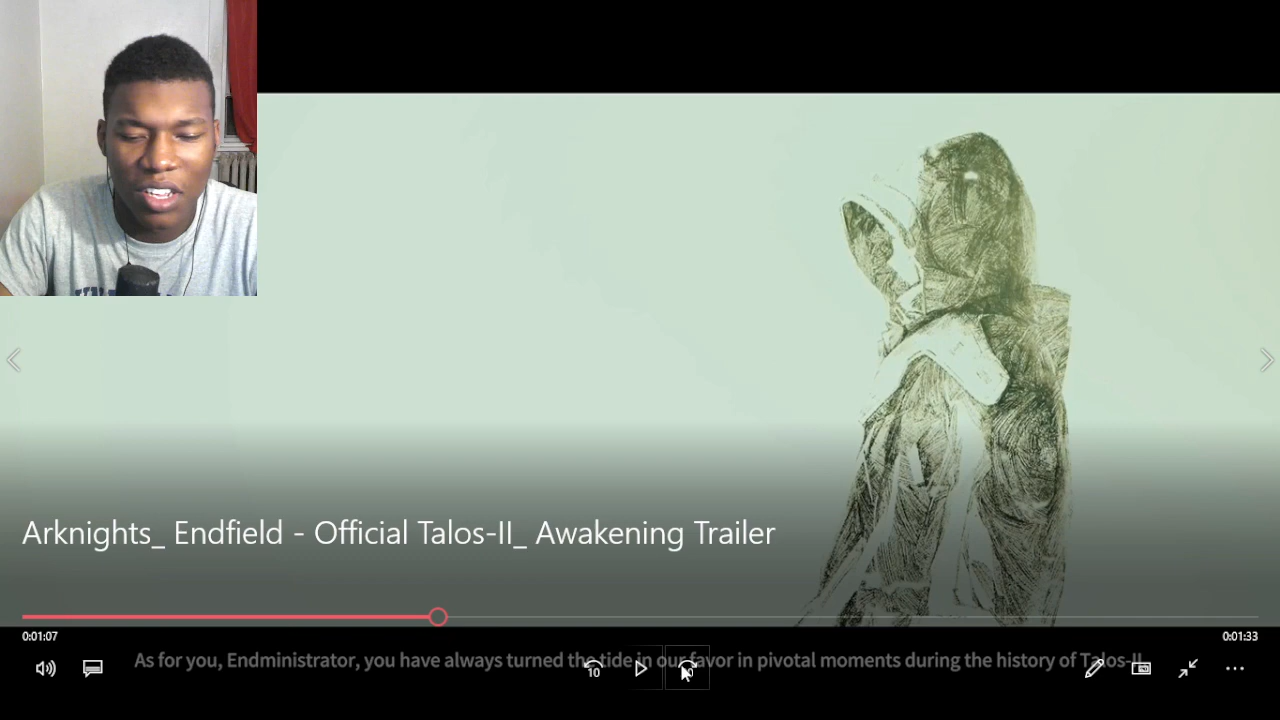 Arknights_ Endfield - Official Talos-II_ Awakening Trailer
0:01:07
0:01:33
As for you, Endministrator, you have always turned the tide in our favor in pivotal moments during the history of Talos-II.
10